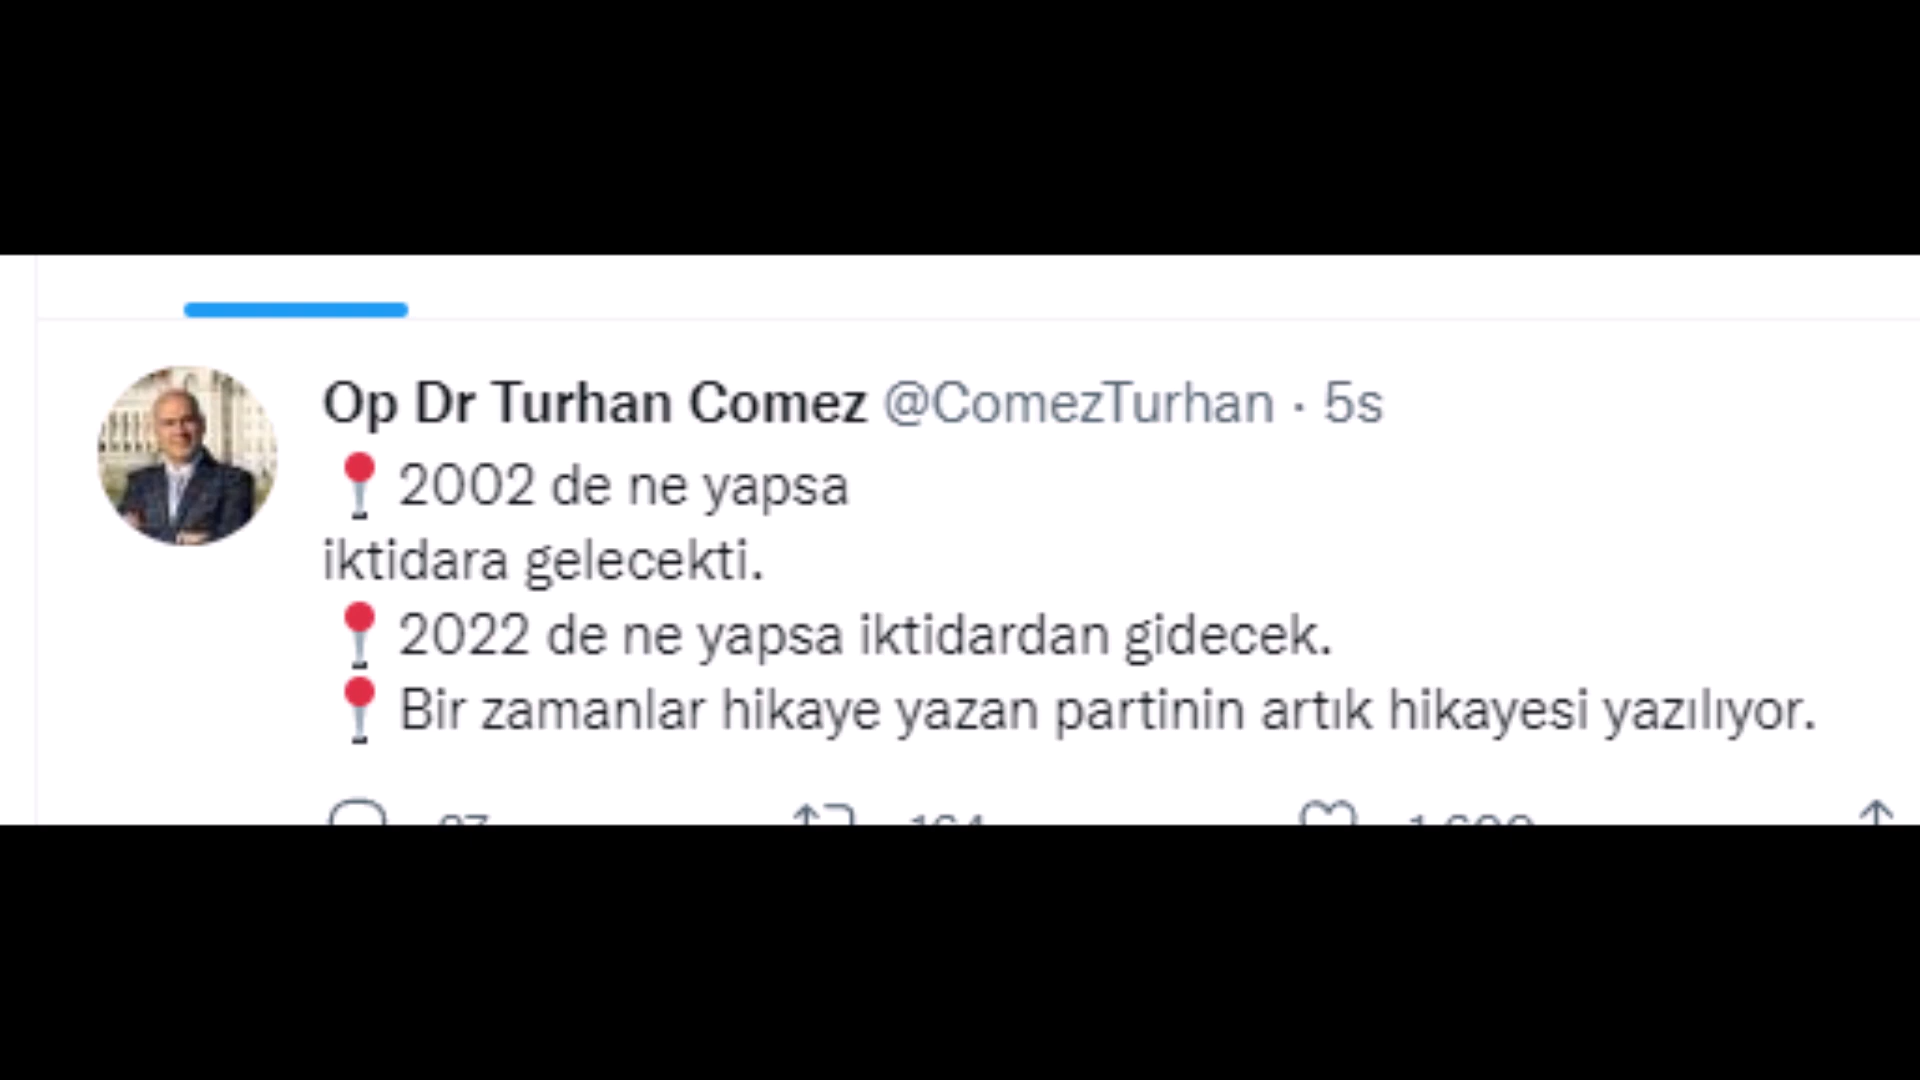 Op Dr Turhan Comez @ComezTurhan · 5s
📍 2002 de ne yapsa
iktidara gelecekti.
📍 2022 de ne yapsa iktidardan gidecek.
📍 Bir zamanlar hikaye yazan partinin artık hikayesi yazılıyor.